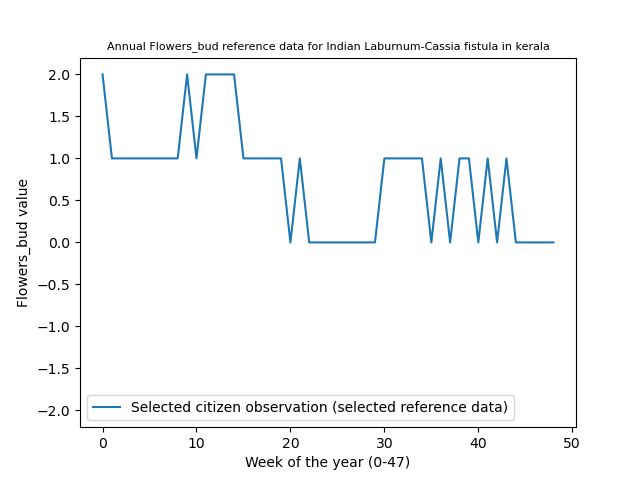 Annual Flowers_bud reference data for Indian Laburnum-Cassia fistula in kerala
2.0
1.5
1.0
0.5
0.0
−0.5
−1.0
−1.5
−2.0
Flowers_bud value
Selected citizen observation (selected reference data)
0 10 20 30 40 50
Week of the year (0-47)